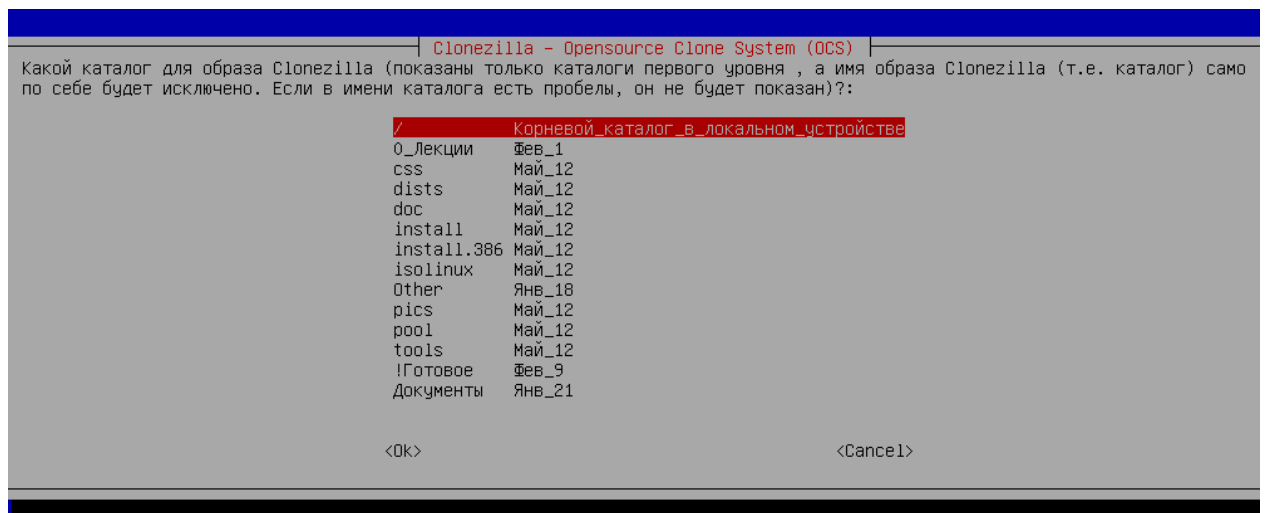 Clonezilla - Opensource Clone System (OCS)
Какой каталог для образа Clonezilla (показаны только каталоги первого уровня , а имя образа Clonezilla (т.е. каталог) само
по себе будет исключено. Если в имени каталога есть пробелы, он не будет показан)?:
/ Корневой_каталог_в_локальном_устройстве
0_Лекции Фев_1
css Май_12
dists Май_12
doc Май_12
install Май_12
install.386 Май_12
isolinux Май_12
Other Янв_18
pics Май_12
pool Май_12
tools Май_12
!Готовое Фев_9
Документы Янв_21
<Ok> <Cancel>